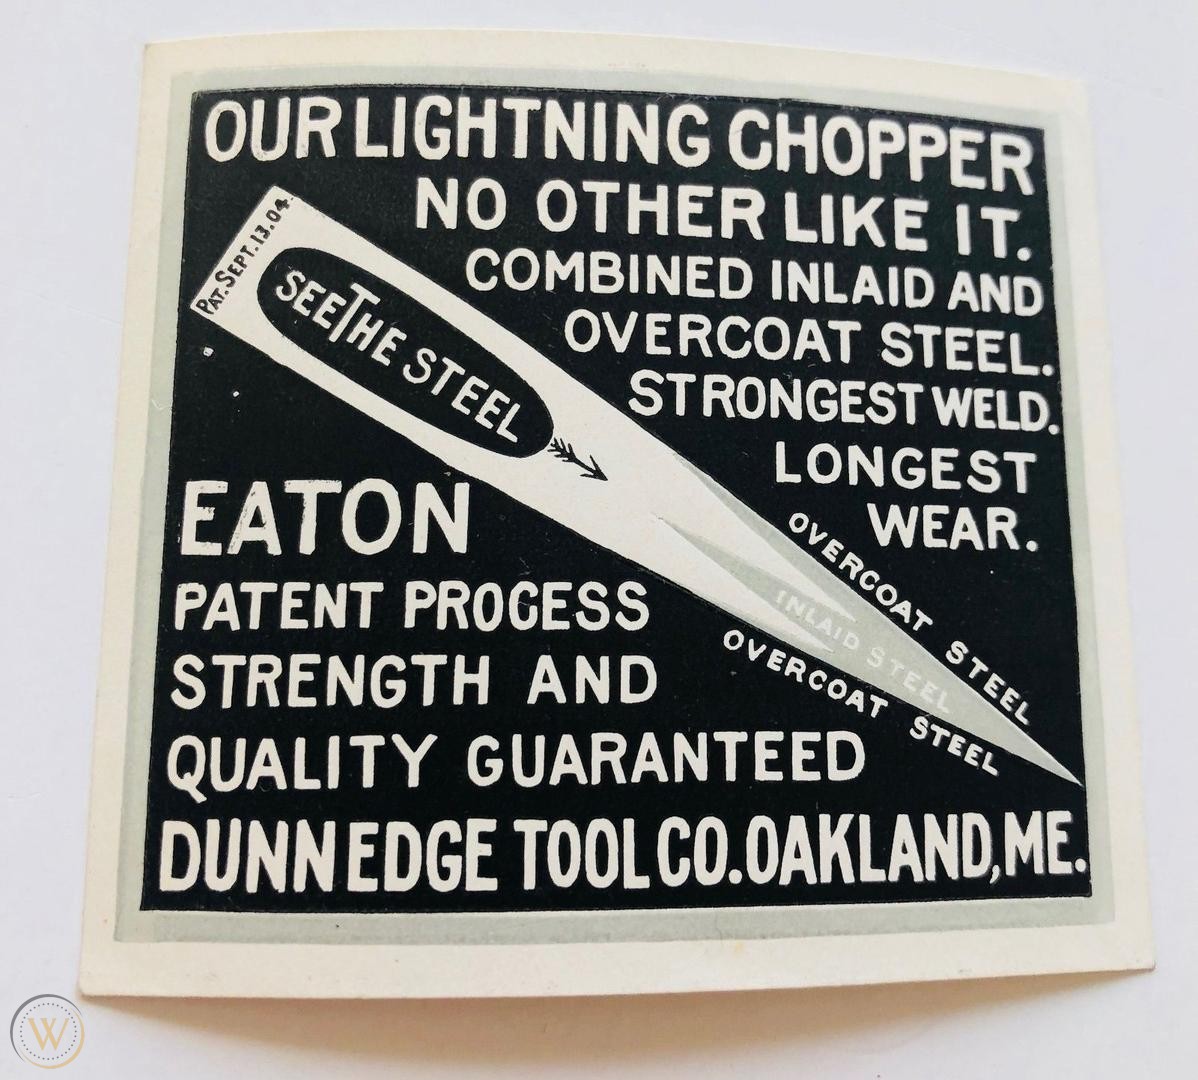 OUR LIGHTNING CHOPPER
NO OTHER LIKE IT.
COMBINED INLAID AND
OVERCOAT STEEL.
STRONGEST WELD.
LONGEST
WEAR.
PAT. SEPT. 13. 04.
SEE THE STEEL
OVERCOAT STEEL
INLAID STEEL
OVERCOAT STEEL
EATON
PATENT PROCESS
STRENGTH AND
QUALITY GUARANTEED
DUNN EDGE TOOL CO. OAKLAND, ME.
W